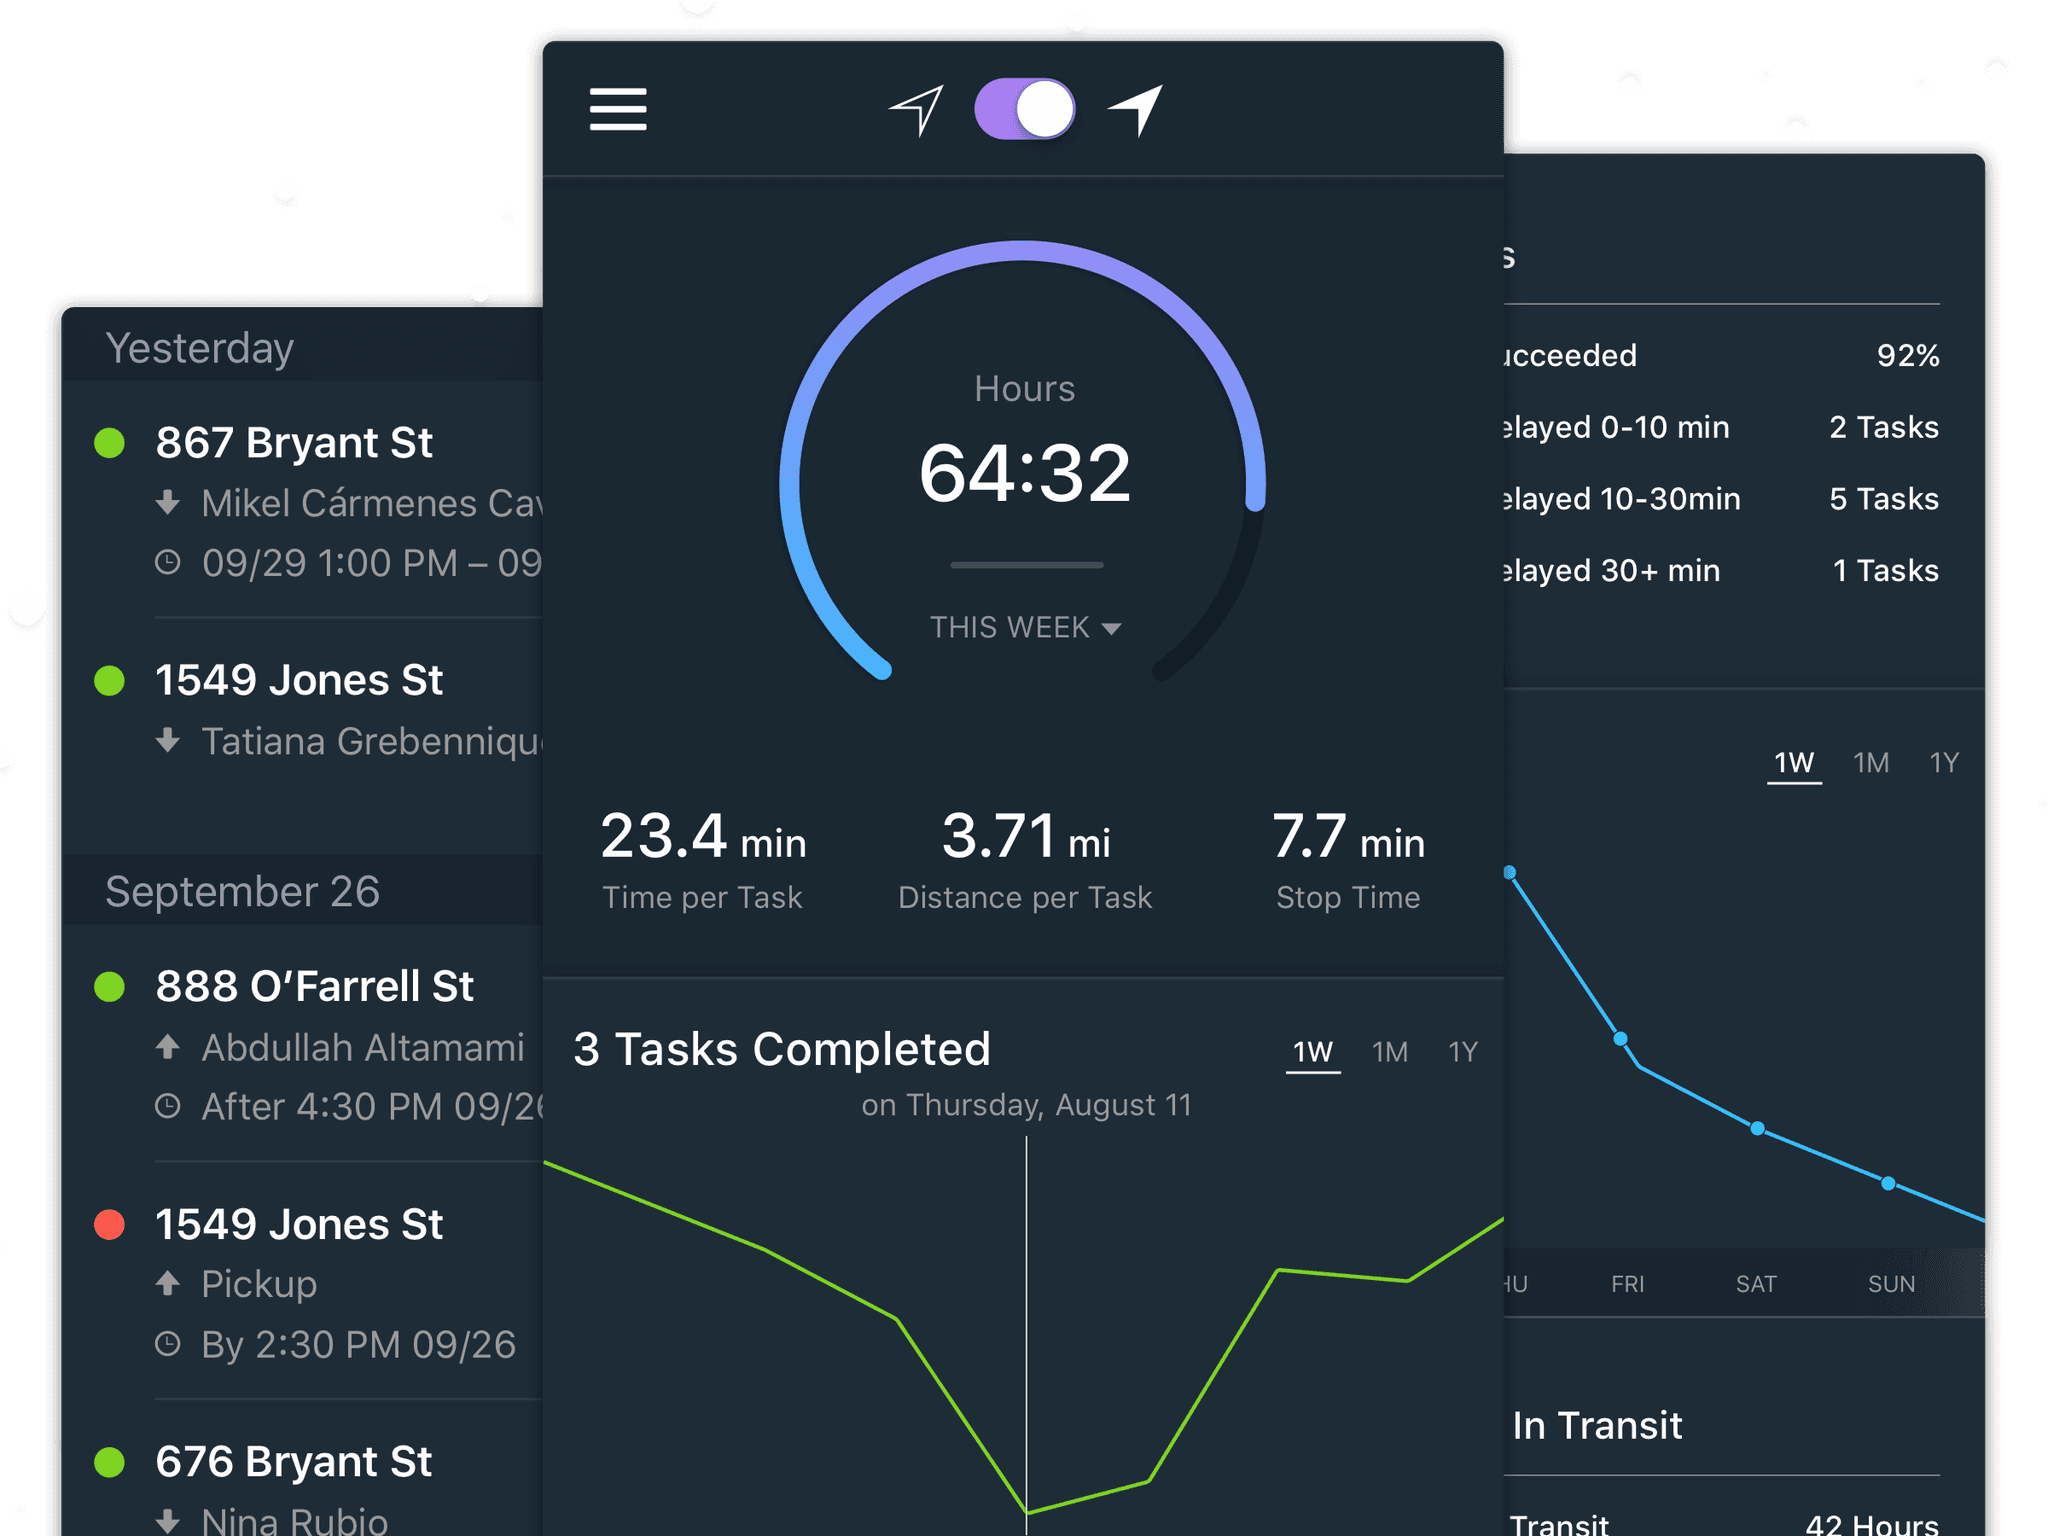 Yesterday
867 Bryant St
Mikel Cármenes
09/29 1:00 PM – 09
1549 Jones St
Tatiana
September 26
888 O’Farrell St
Abdullah Altamami
After 4:30 PM 09/26
1549 Jones St
Pickup
By 2:30 PM 09/26
676 Bryant St
Nina Rubio
Hours
64:32
THIS WEEK
23.4 min
Time per Task
3.71 mi
Distance per Task
7.7 min
Stop Time
3 Tasks Completed
1W 1M 1Y
on Thursday, August 11
ucceeded 92%
elayed 0-10 min 2 Tasks
elayed 10-30min 5 Tasks
elayed 30+ min 1 Tasks
1W 1M 1Y
HU FRI SAT SUN
In Transit
Transit 42 Hours